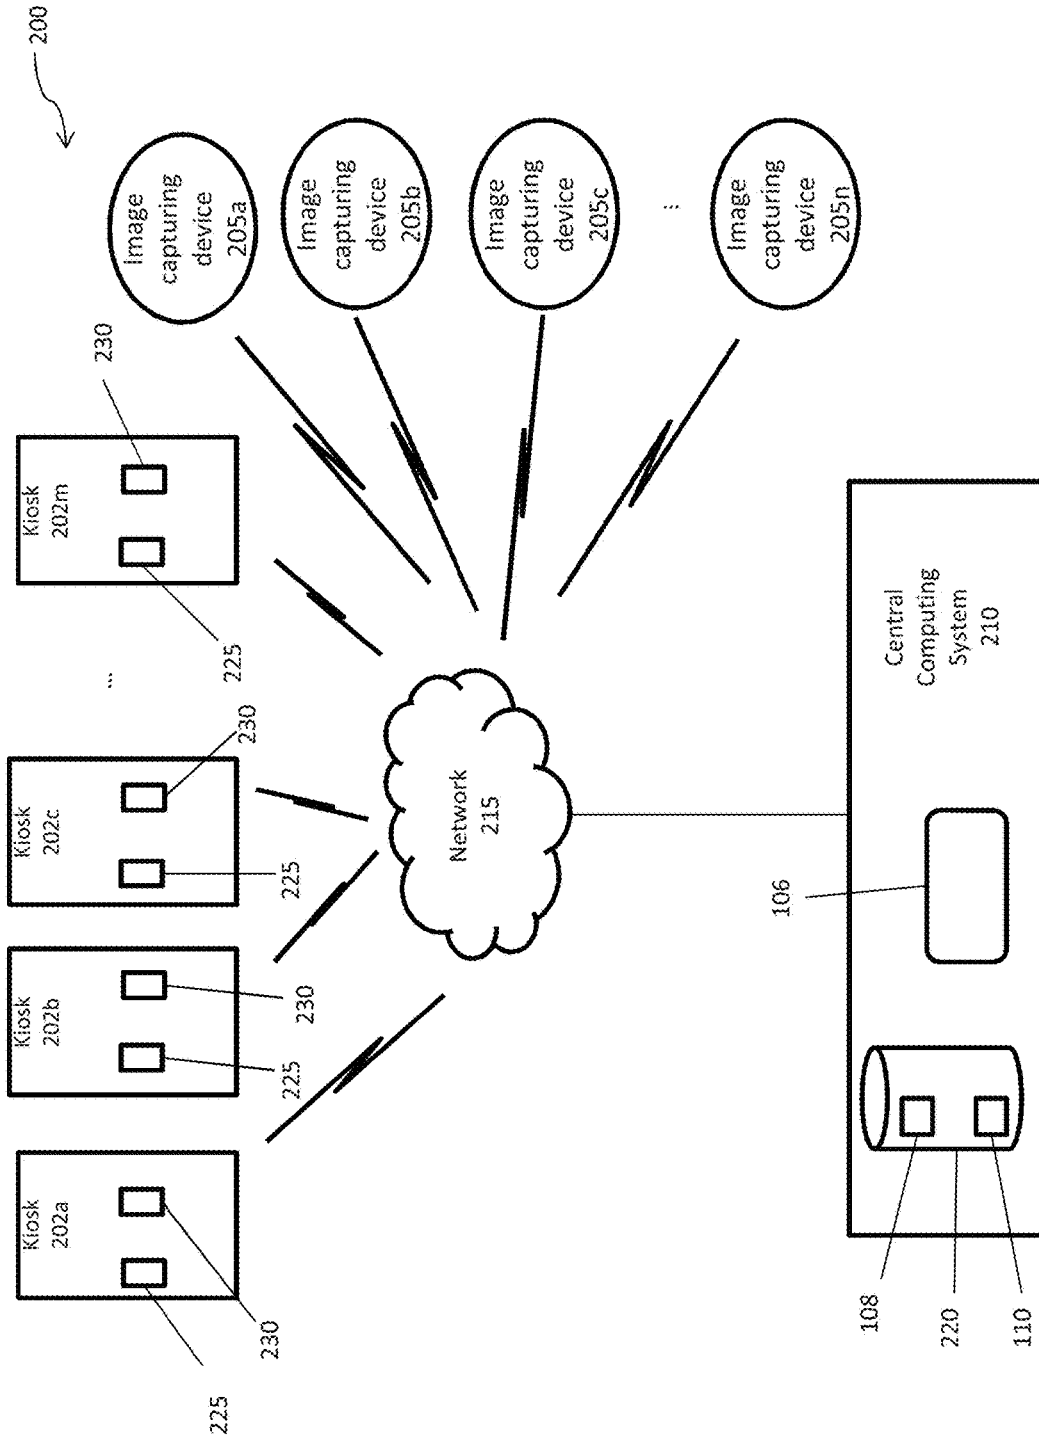 200
Kiosk
202a
225
230
Kiosk
202b
225
230
Kiosk
202c
225
230
...
Kiosk
202m
225
230
Image
capturing
device
205a
Image
capturing
device
205b
Image
capturing
device
205c
...
Image
capturing
device
205n
Network
215
Central
Computing
System
210
106
108
220
110